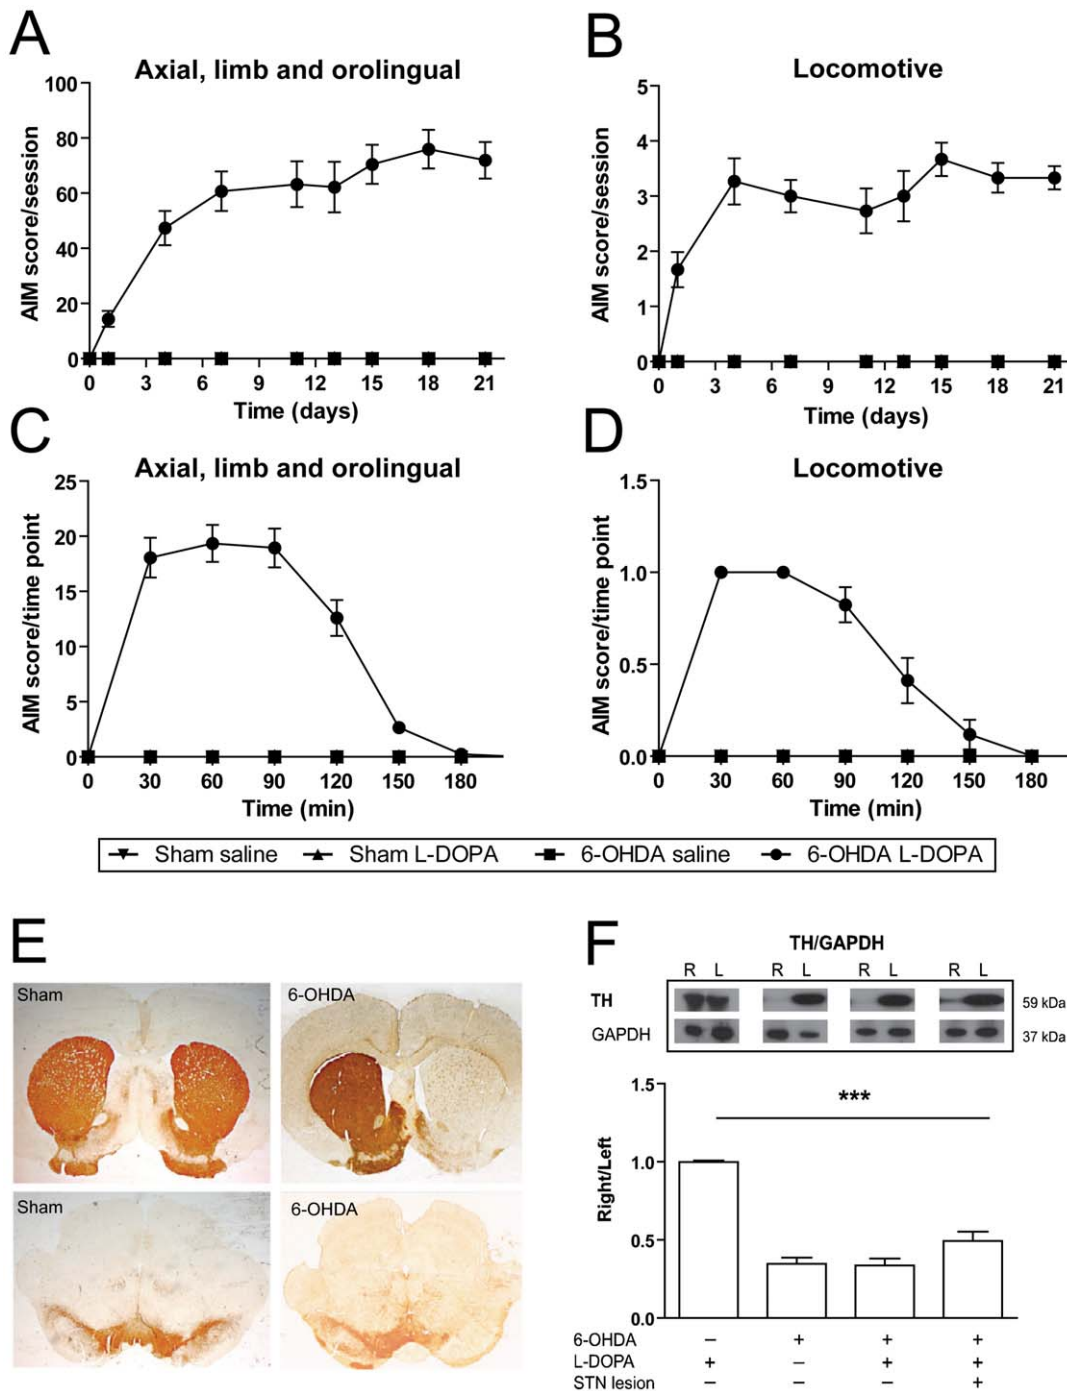 A
Axial, limb and orolingual
AIM score/session
100
80
60
40
20
0
0 3 6 9 12 15 18 21
Time (days)
B
Locomotive
AIM score/session
5
4
3
2
1
0
0 3 6 9 12 15 18 21
Time (days)
C
Axial, limb and orolingual
AIM score/time point
25
20
15
10
5
0
0 30 60 90 120 150 180
Time (min)
D
Locomotive
AIM score/time point
1.5
1.0
0.5
0.0
0 30 60 90 120 150 180
Time (min)
Sham saline Sham L-DOPA 6-OHDA saline 6-OHDA L-DOPA
E
Sham 6-OHDA
Sham 6-OHDA
F
TH/GAPDH
R L R L R L R L
TH 59 kDa
GAPDH 37 kDa
Right/Left
1.5
1.0
0.5
0.0
***
6-OHDA – + + +
L-DOPA + – + +
STN lesion – – – +